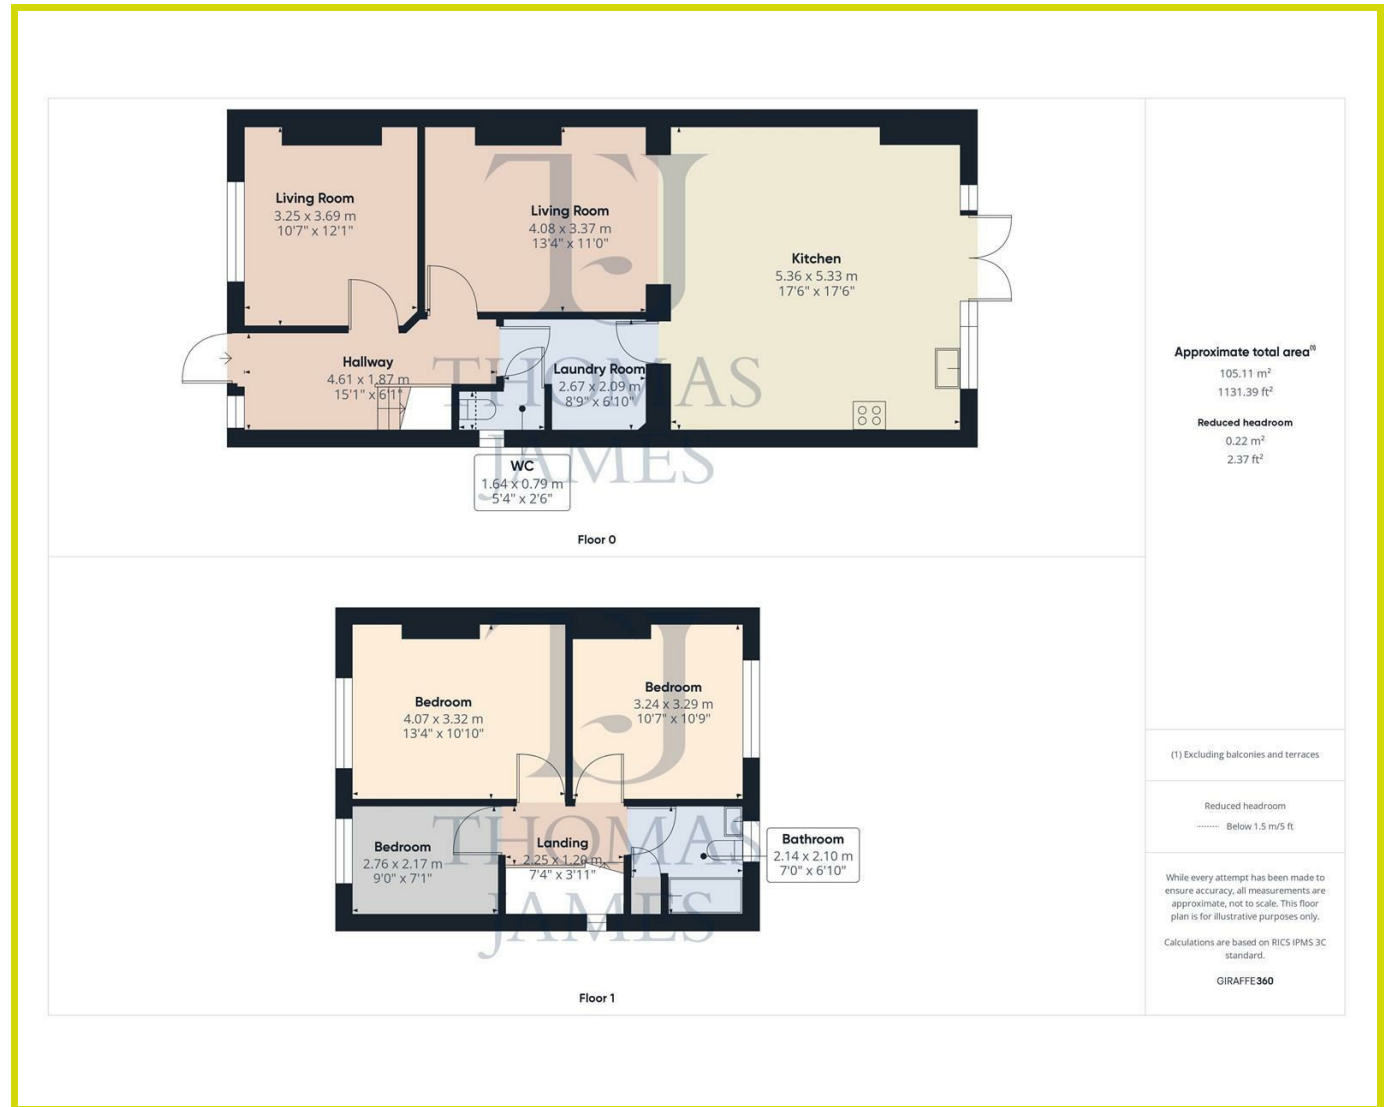 Living Room
3.25 x 3.69 m
10'7" x 12'1"
Living Room
4.08 x 3.37 m
13'4" x 11'0"
Kitchen
5.36 x 5.33 m
17'6" x 17'6"
Hallway
4.61 x 1.87 m
15'1" x 6'1"
Laundry Room
2.67 x 2.09 m
8'9" x 6'10"
WC
1.64 x 0.79 m
5'4" x 2'6"
TJ
THOMAS
JAMES
Floor 0
Bedroom
4.07 x 3.32 m
13'4" x 10'10"
Bedroom
3.24 x 3.29 m
10'7" x 10'9"
Bedroom
2.76 x 2.17 m
9'0" x 7'1"
Landing
2.25 x 1.20 m
7'4" x 3'11"
Bathroom
2.14 x 2.10 m
7'0" x 6'10"
TJ
THOMAS
JAMES
Floor 1
Approximate total area(1)
105.11 m²
1131.39 ft²
Reduced headroom
0.22 m²
2.37 ft²
(1) Excluding balconies and terraces
Reduced headroom
Below 1.5 m/5 ft
While every attempt has been made to
ensure accuracy, all measurements are
approximate, not to scale. This floor
plan is for illustrative purposes only.
Calculations are based on RICS IPMS 3C
standard.
GIRAFFE360